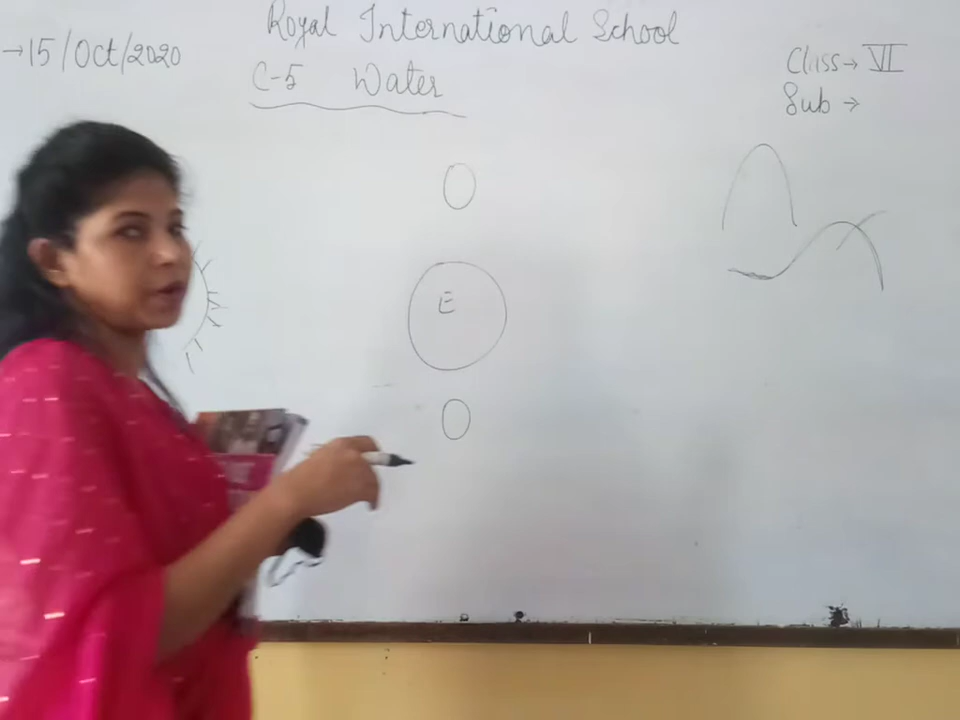 Royal International School
→15/Oct/2020
C-5 Water
Class→ VI
Sub →
E